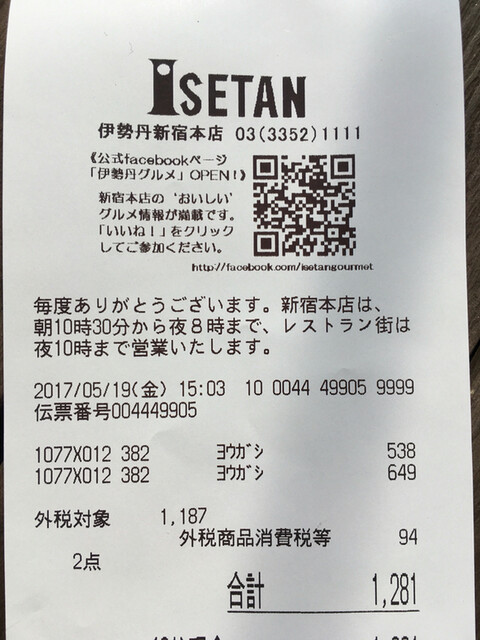 ISETAN
伊勢丹新宿本店 03(3352)1111
《公式facebookページ
「伊勢丹グルメ」OPEN!》
新宿本店の‘おいしい’
グルメ情報が満載です。
「いいね!」をクリック
してご参加ください。
http://facebook.com/isetangourmet
毎度ありがとうございます。新宿本店は、
朝10時30分から夜8時まで、レストラン街は
夜10時まで営業いたします。
2017/05/19(金) 15:03 10 0044 49905 9999
伝票番号004449905
1077X012 382 ヨウガシ 538
1077X012 382 ヨウガシ 649
外税対象 1,187
外税商品消費税等 94
2点
合計 1,281